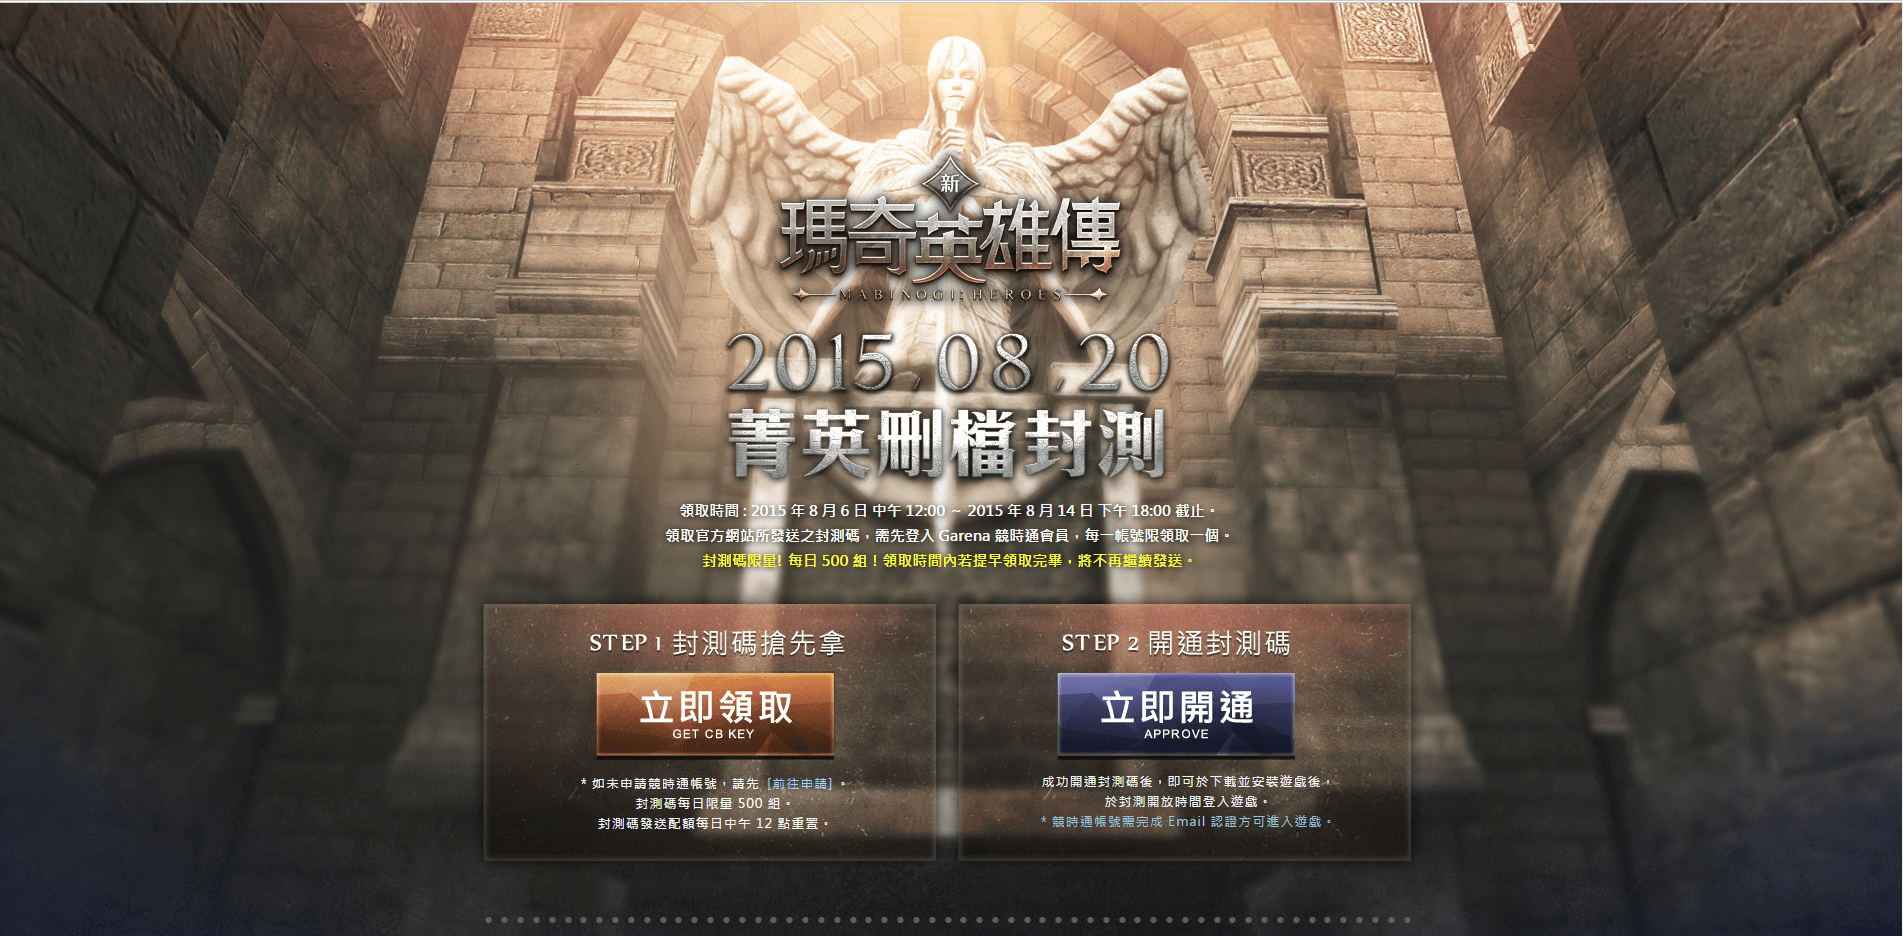 新
瑪奇英雄傳
MABINOGI: HEROES
2015,08,20
菁英刪檔封測
領取時間 : 2015 年 8 月 6 日 中午 12:00 ~ 2015 年 8 月 14 日 下午 18:00 截止。
領取官方網站所發送之封測碼，需先登入 Garena 競時通會員，每一帳號限領取一個。
封測碼限量! 每日 500 組！領取時間內若提早領取完畢，將不再繼續發送。
STEP 1 封測碼搶先拿
立即領取
GET CB KEY
* 如未申請競時通帳號，請先 [前往申請] 。
封測碼每日限量 500 組。
封測碼發送配額每日中午 12 點重置。
STEP 2 開通封測碼
立即開通
APPROVE
成功開通封測碼後，即可於下載並安裝遊戲後，
於封測開放時間登入遊戲。
* 競時通帳號需完成 Email 認證方可進入遊戲。